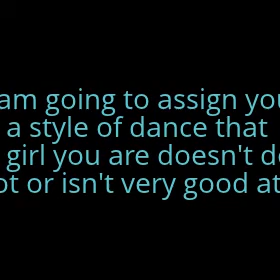 am going to assign you
a style of dance that
girl you are doesn't do
ot or isn't very good at